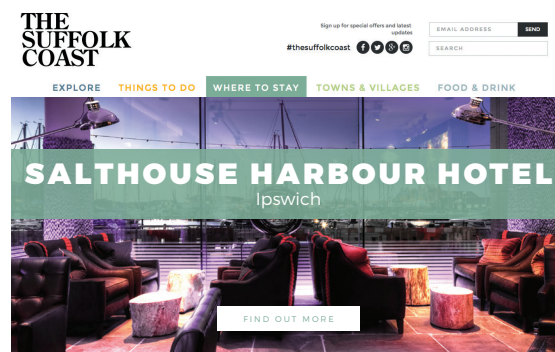 THE
SUFFOLK
COAST
Sign up for special offers and latest
updates
EMAIL ADDRESS
SEND
#thesuffolkcoast
SEARCH
EXPLORE THINGS TO DO WHERE TO STAY TOWNS & VILLAGES FOOD & DRINK
SALTHOUSE HARBOUR HOTEL
Ipswich
FIND OUT MORE